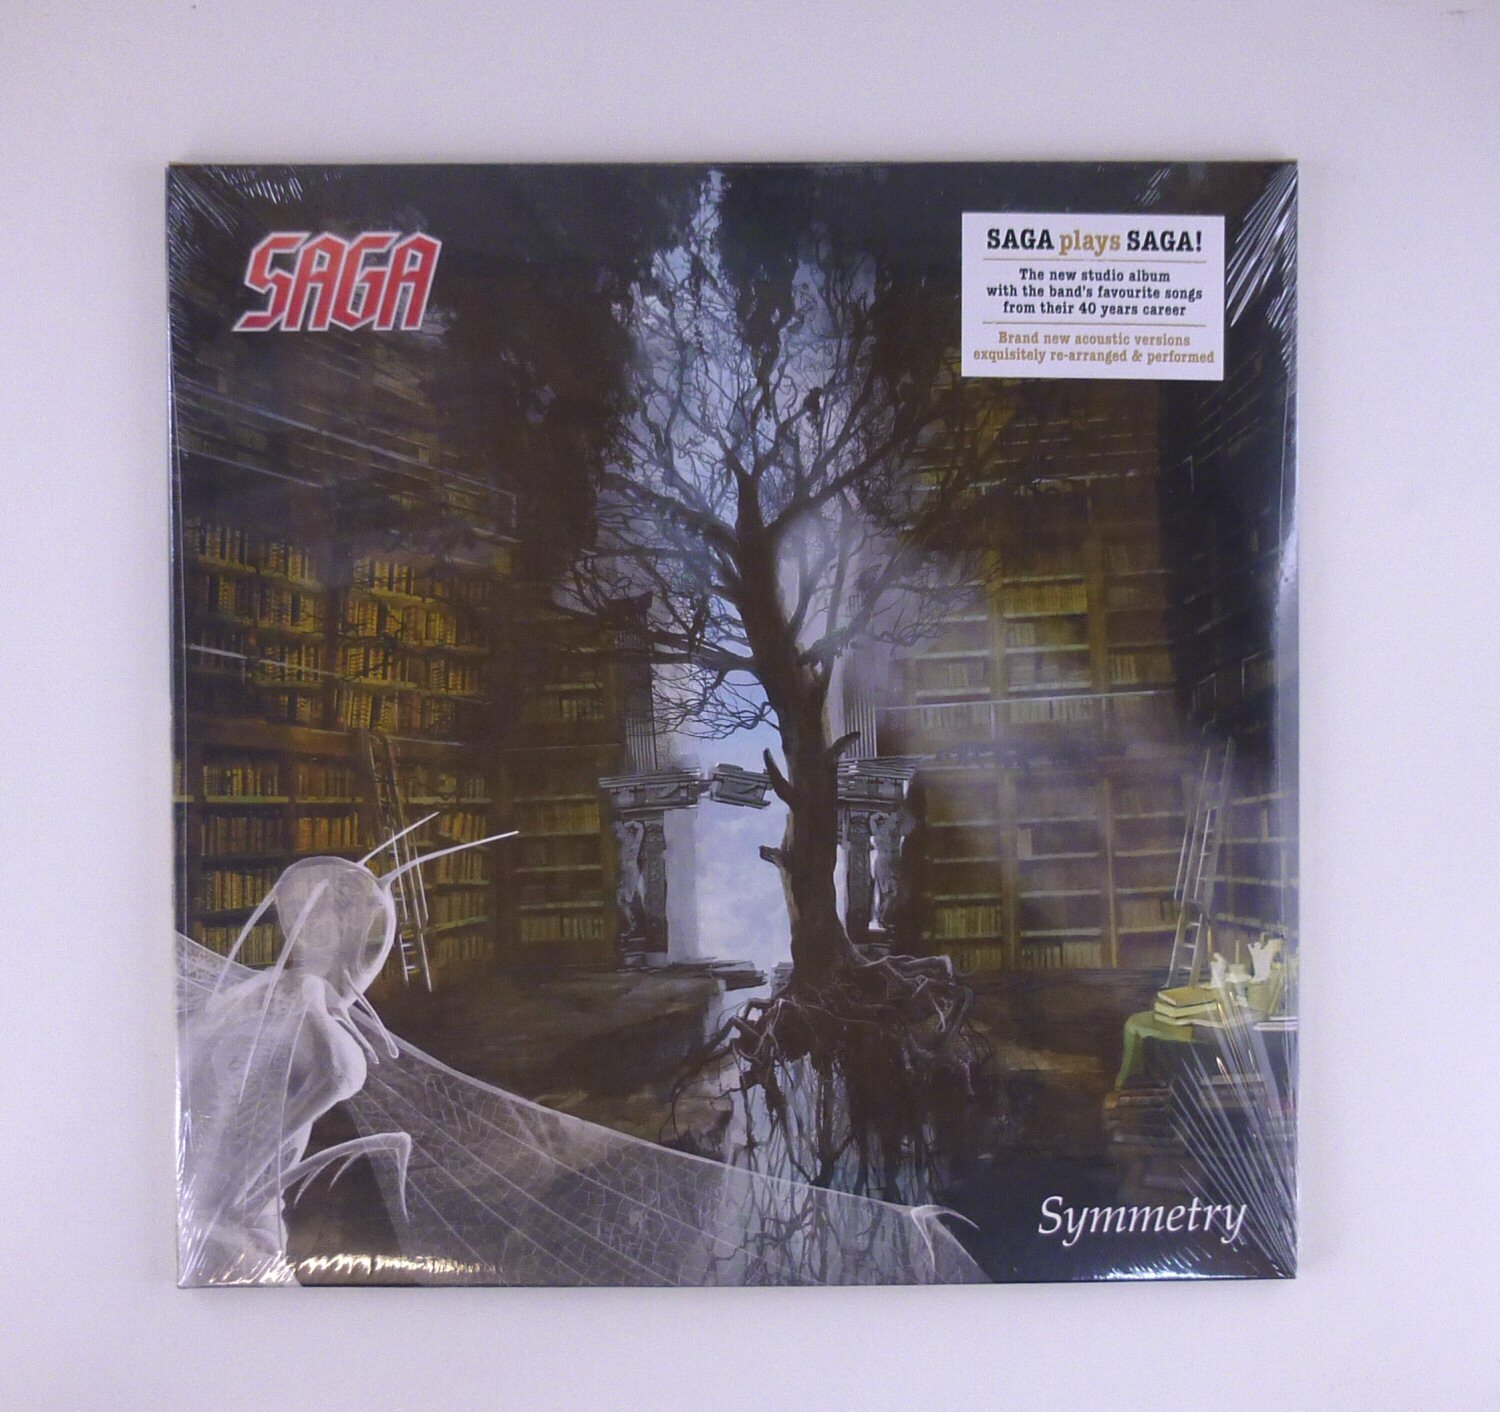 SAGA
SAGA plays SAGA!
The new studio album
with the band's favourite songs
from their 40 years career
Brand new acoustic versions
exquisitely re-arranged & performed
Symmetry